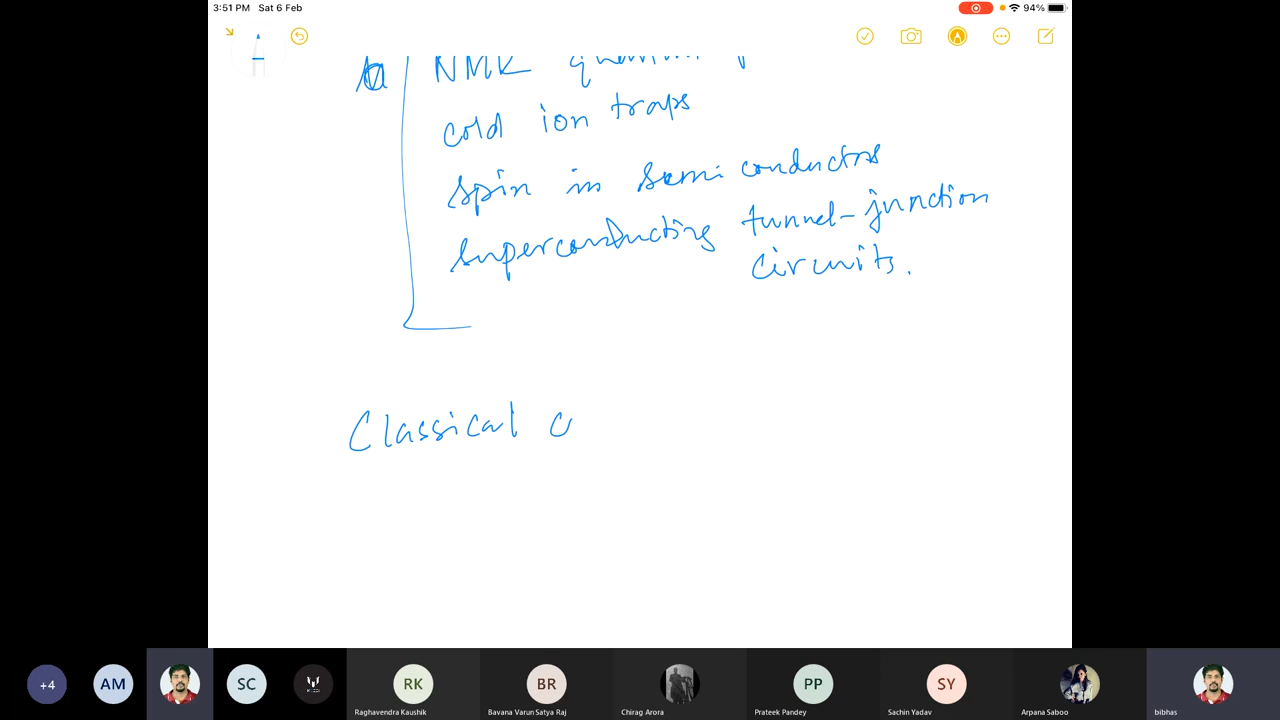 3:51 PM Sat 6 Feb
94%
NMR
cold ion traps
spin in semiconductors
superconducting tunnel-junction
circuits.
Classical c
+4
AM
SC
RK
BR
PP
SY
Raghavendra Kaushik
Bavana Varun Satya Raj
Chirag Arora
Prateek Pandey
Sachin Yadav
Arpana Saboo
bibhas